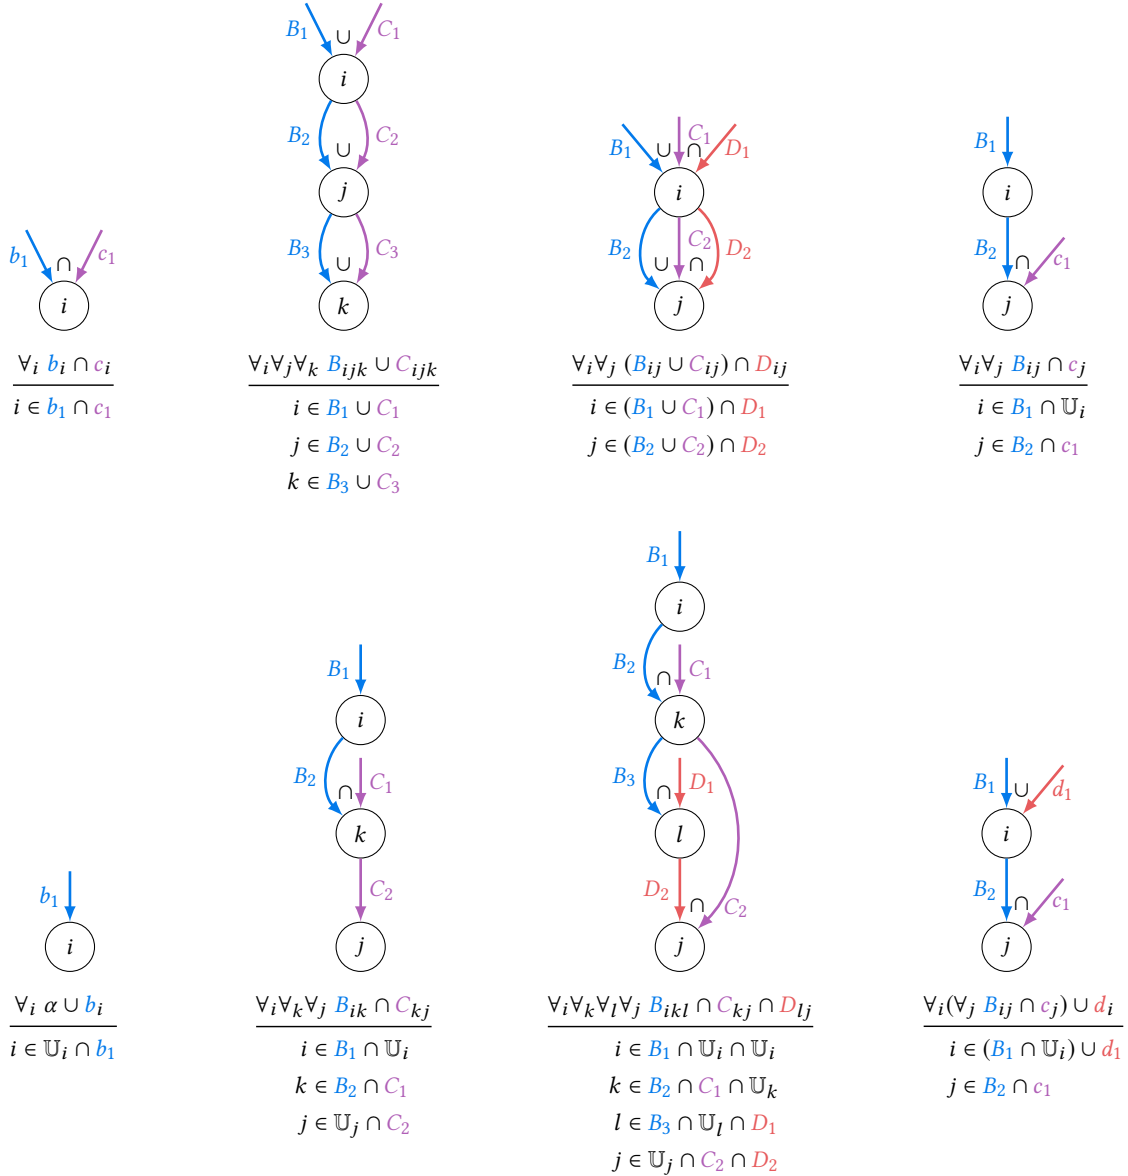 B₁ ∪ C₁
i
B₂ ∪ C₂
j
B₃ ∪ C₃
k
∀ᵢ∀ⱼ∀ₖ Bᵢⱼₖ ∪ Cᵢⱼₖ
i ∈ B₁ ∪ C₁
j ∈ B₂ ∪ C₂
k ∈ B₃ ∪ C₃
b₁ ∩ c₁
i
∀ᵢ bᵢ ∩ cᵢ
i ∈ b₁ ∩ c₁
B₁ ∪ C₁ ∩ D₁
i
B₂ ∪ C₂ ∩ D₂
j
∀ᵢ∀ⱼ (Bᵢⱼ ∪ Cᵢⱼ) ∩ Dᵢⱼ
i ∈ (B₁ ∪ C₁) ∩ D₁
j ∈ (B₂ ∪ C₂) ∩ D₂
B₁
i
B₂ ∩ c₁
j
∀ᵢ∀ⱼ Bᵢⱼ ∩ cⱼ
i ∈ B₁ ∩ 𝕌ᵢ
j ∈ B₂ ∩ c₁
b₁
i
∀ᵢ α ∪ bᵢ
i ∈ 𝕌ᵢ ∩ b₁
B₁
i
B₂ ∩ C₁
k
C₂
j
∀ᵢ∀ₖ∀ⱼ Bᵢₖ ∩ Cₖⱼ
i ∈ B₁ ∩ 𝕌ᵢ
k ∈ B₂ ∩ C₁
j ∈ 𝕌ⱼ ∩ C₂
B₁
i
B₂ ∩ C₁
k
B₃ ∩ D₁
l
D₂ ∩ C₂
j
∀ᵢ∀ₖ∀ₗ∀ⱼ Bᵢₖₗ ∩ Cₖⱼ ∩ Dₗⱼ
i ∈ B₁ ∩ 𝕌ᵢ ∩ 𝕌ᵢ
k ∈ B₂ ∩ C₁ ∩ 𝕌ₖ
l ∈ B₃ ∩ 𝕌ₗ ∩ D₁
j ∈ 𝕌ⱼ ∩ C₂ ∩ D₂
B₁ ∪ d₁
i
B₂ ∩ c₁
j
∀ᵢ(∀ⱼ Bᵢⱼ ∩ cⱼ) ∪ dᵢ
i ∈ (B₁ ∩ 𝕌ᵢ) ∪ d₁
j ∈ B₂ ∩ c₁